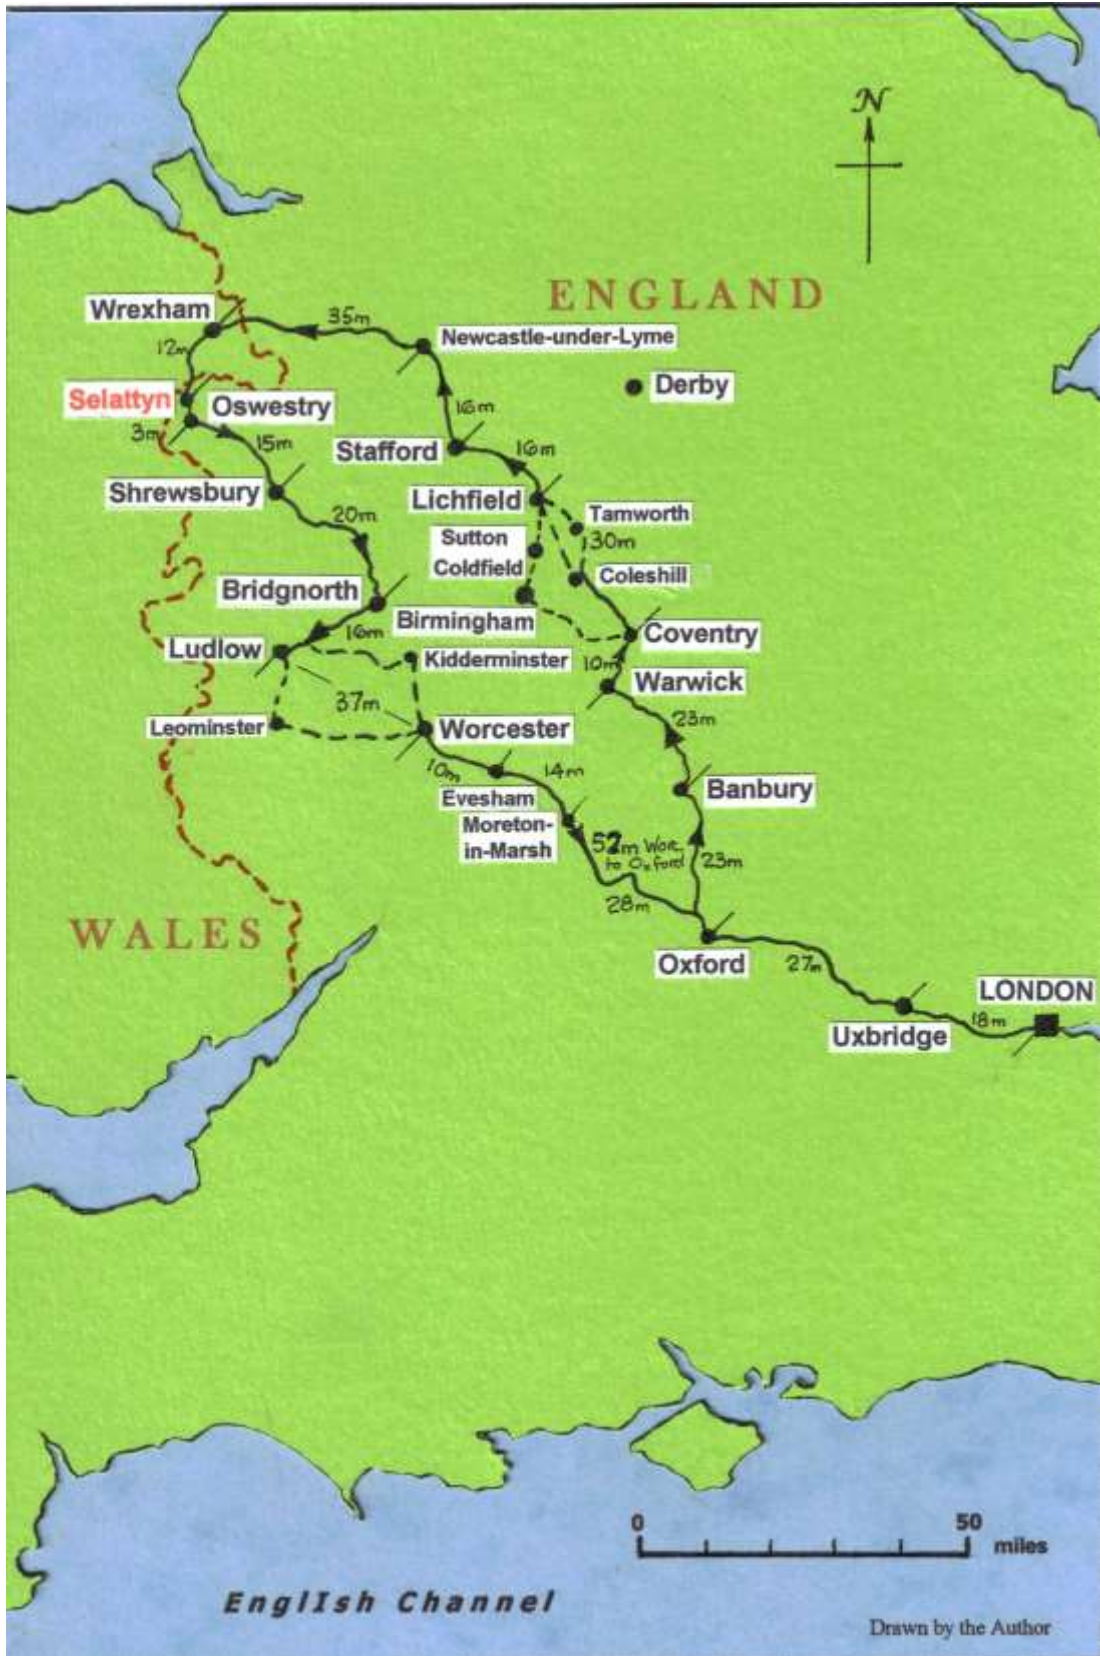 N
ENGLAND
Wrexham
35m
Newcastle-under-Lyme
12m
Derby
Selattyn
Oswestry
16m
3m
15m
Stafford
16m
Shrewsbury
Lichfield
20m
Tamworth
Sutton
Coldfield
30m
Coleshill
Bridgnorth
Birmingham
16m
Coventry
Ludlow
Kidderminster
10m
Warwick
37m
Leominster
Worcester
23m
10m
14m
Banbury
Evesham
Moreton-
in-Marsh
52m Wor.
to Oxford
23m
28m
WALES
Oxford
27m
LONDON
18m
Uxbridge
0
50
miles
EnglIsh Channel
Drawn by the Author